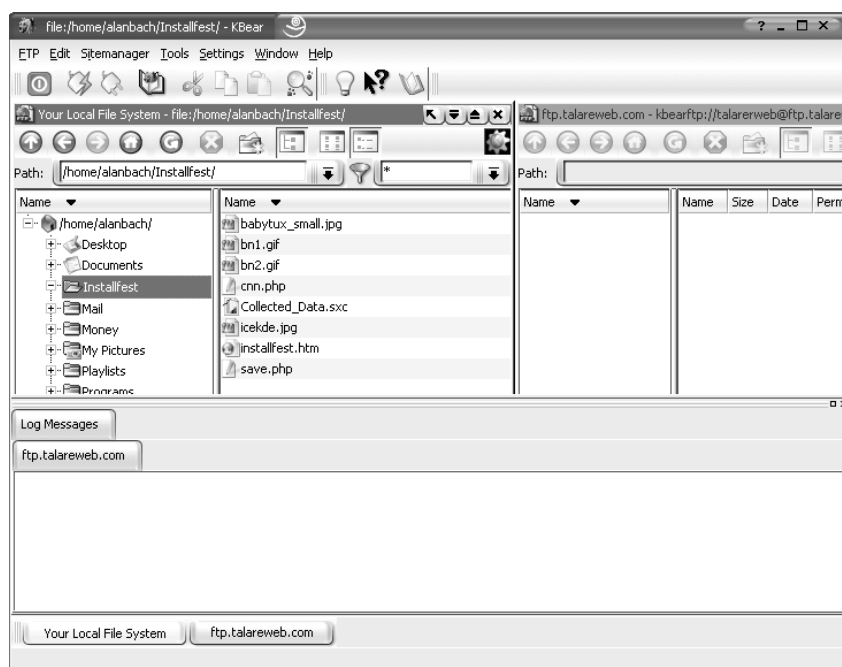 file:/home/alanbach/Installfest/ - KBear
FTP Edit Sitemanager Tools Settings Window Help
Your Local File System - file:/home/alanbach/Installfest/
Path: /home/alanbach/Installfest/ *
Name Name
/home/alanbach/
Desktop
Documents
Installfest
Mail
Money
My Pictures
Playlists
Programs
babytux_small.jpg
bn1.gif
bn2.gif
cnn.php
Collected_Data.sxc
icekde.jpg
installfest.htm
save.php
ftp.talareweb.com - kbearftp://talarerweb@ftp.talare
Path:
Name Name Size Date Perm
Log Messages
ftp.talareweb.com
Your Local File System ftp.talareweb.com